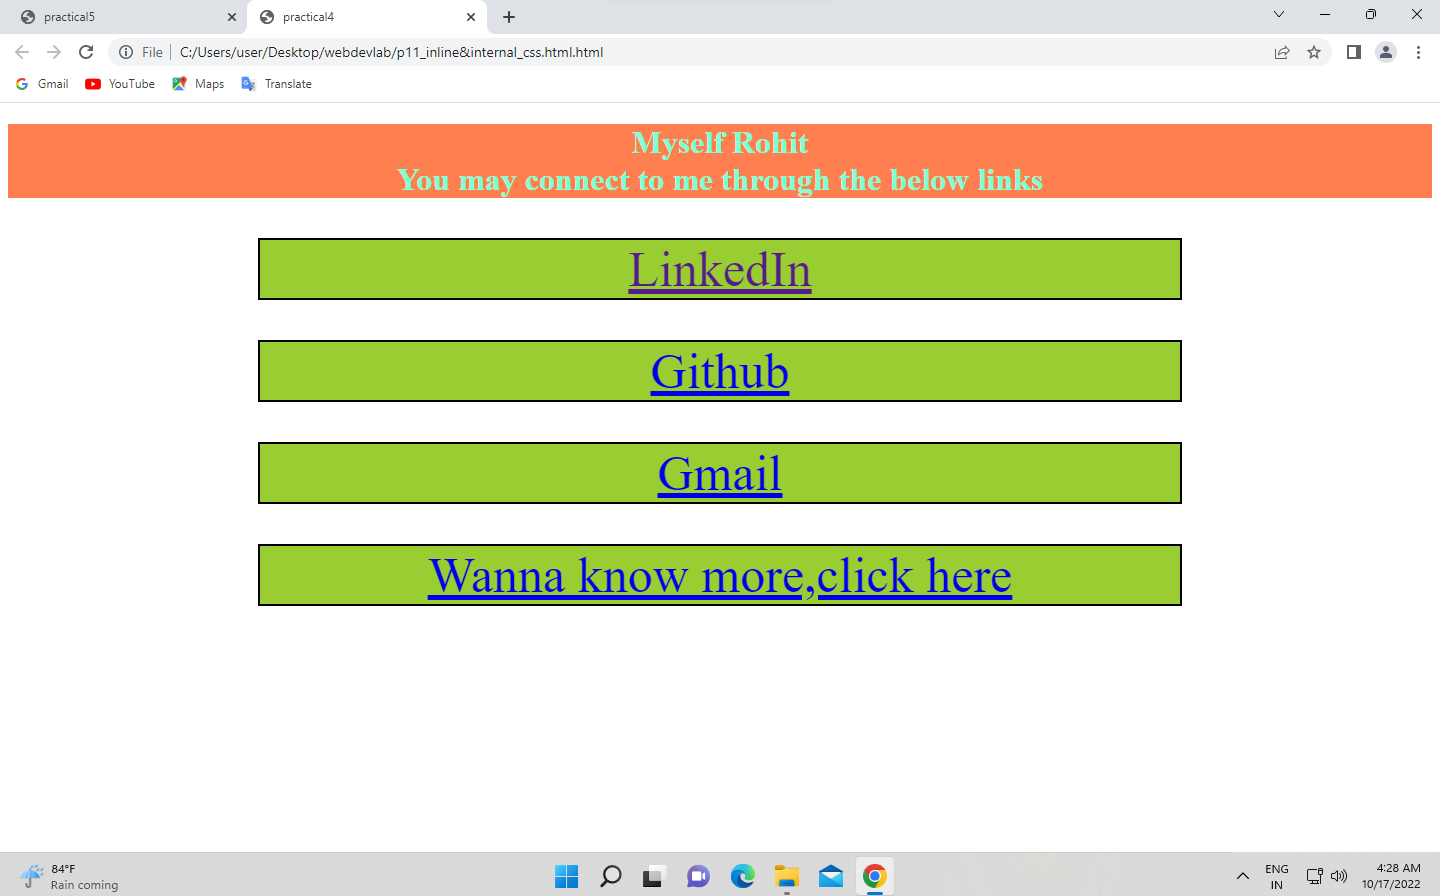 practical5
practical4
File
C:/Users/user/Desktop/webdevlab/p11_inline&internal_css.html.html
Gmail
YouTube
Maps
Translate
Myself Rohit
You may connect to me through the below links
LinkedIn
Github
Gmail
Wanna know more,click here
84°F
Rain coming
ENG
IN
4:28 AM
10/17/2022